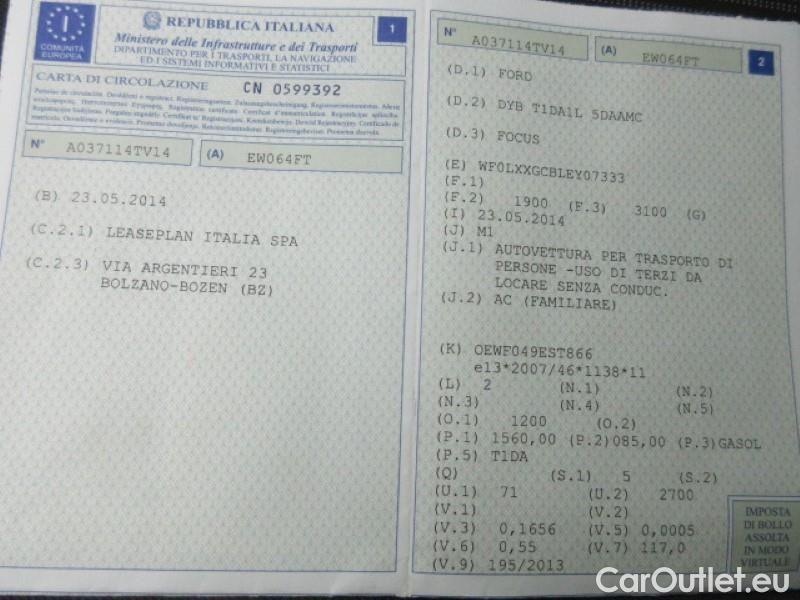 I
COMUNITÀ
EUROPEA
REPUBBLICA ITALIANA
Ministero delle Infrastrutture e dei Trasporti
DIPARTIMENTO PER I TRASPORTI, LA NAVIGAZIONE
ED I SISTEMI INFORMATIVI E STATISTICI
1
CARTA DI CIRCOLAZIONE CN 0599392
N° A037114TV14 (A) EW064FT
(B) 23.05.2014
(C.2.1) LEASEPLAN ITALIA SPA
(C.2.3) VIA ARGENTIERI 23
BOLZANO-BOZEN (BZ)
N° A037114TV14 (A) EW064FT 2
(D.1) FORD
(D.2) DYB T1DA1L 5DAAMC
(D.3) FOCUS
(E) WF0LXXGCBLEY07333
(F.1)
(F.2) 1900 (F.3) 3100 (G)
(I) 23.05.2014
(J) M1
(J.1) AUTOVETTURA PER TRASPORTO DI
PERSONE -USO DI TERZI DA
LOCARE SENZA CONDUC.
(J.2) AC (FAMILIARE)
(K) OEWF049EST866
e13*2007/46*1138*11
(L) 2 (N.1) (N.2)
(N.3) (N.4) (N.5)
(O.1) 1200 (O.2)
(P.1) 1560,00 (P.2)085,00 (P.3)GASOL
(P.5) T1DA
(Q) (S.1) 5 (S.2)
(U.1) 71 (U.2) 2700
(V.1) (V.2)
(V.3) 0,1656 (V.5) 0,0005
(V.6) 0,55 (V.7) 117,0
(V.9) 195/2013
IMPOSTA
DI BOLLO
ASSOLTA
IN MODO
VIRTUALE
CarOutlet.eu